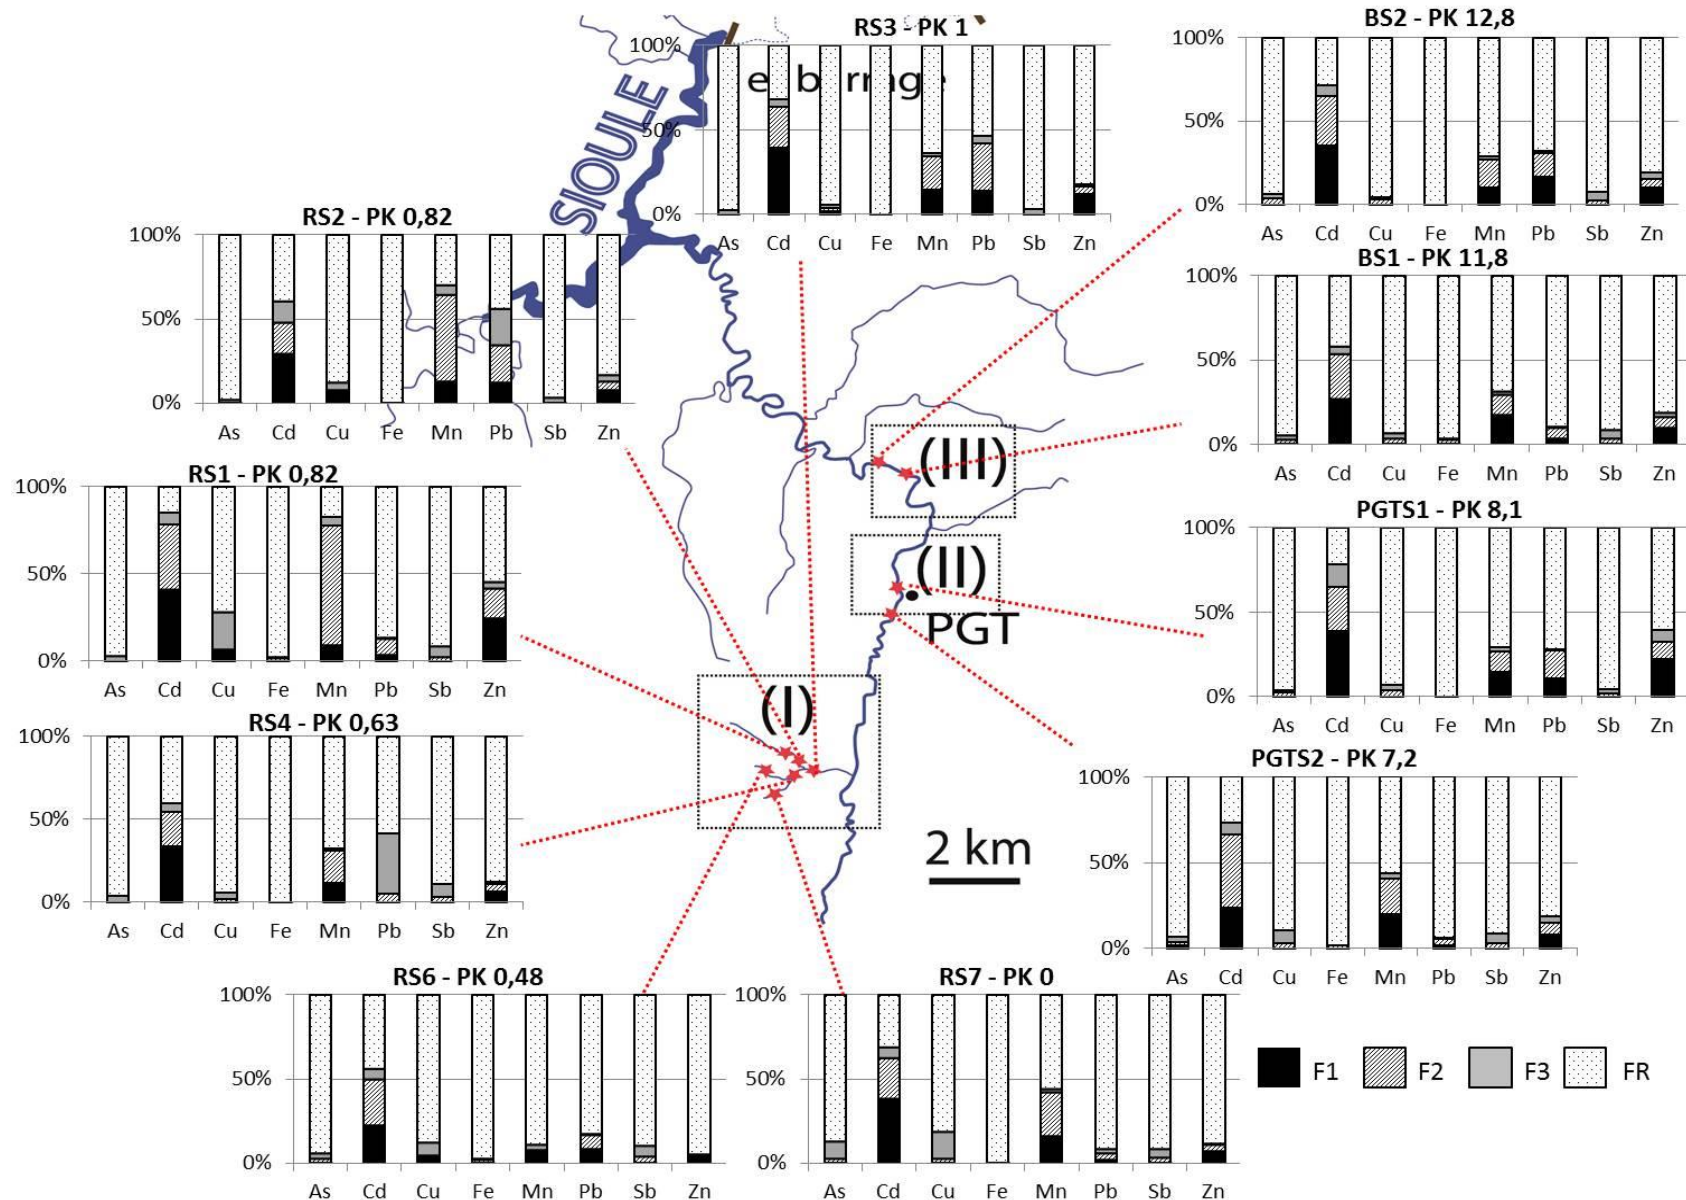 RS3 - PK 1
100%
50%
0%
As Cd Cu Fe Mn Pb Sb Zn
BS2 - PK 12,8
100%
50%
0%
As Cd Cu Fe Mn Pb Sb Zn
SIOULE
RS2 - PK 0,82
100%
50%
0%
As Cd Cu Fe Mn Pb Sb Zn
BS1 - PK 11,8
100%
50%
0%
As Cd Cu Fe Mn Pb Sb Zn
RS1 - PK 0,82
100%
50%
0%
As Cd Cu Fe Mn Pb Sb Zn
(III)
(II)
PGT
(I)
2 km
PGTS1 - PK 8,1
100%
50%
0%
As Cd Cu Fe Mn Pb Sb Zn
RS4 - PK 0,63
100%
50%
0%
As Cd Cu Fe Mn Pb Sb Zn
PGTS2 - PK 7,2
100%
50%
0%
As Cd Cu Fe Mn Pb Sb Zn
RS6 - PK 0,48
100%
50%
0%
As Cd Cu Fe Mn Pb Sb Zn
RS7 - PK 0
100%
50%
0%
As Cd Cu Fe Mn Pb Sb Zn
F1 F2 F3 FR